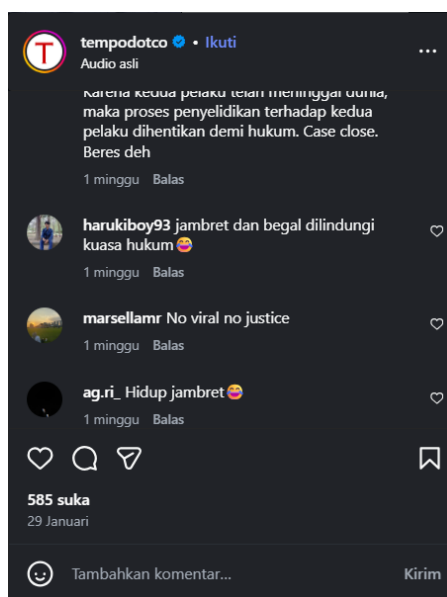 tempodotco • Ikuti
Audio asli
Karena kedua pelaku telah meninggal dunia,
maka proses penyelidikan terhadap kedua
pelaku dihentikan demi hukum. Case close.
Beres deh
1 minggu Balas
harukiboy93 jambret dan begal dilindungi
kuasa hukum😂
1 minggu Balas
marsellamr No viral no justice
1 minggu Balas
ag.ri_ Hidup jambret😂
1 minggu Balas
585 suka
29 Januari
Tambahkan komentar... Kirim